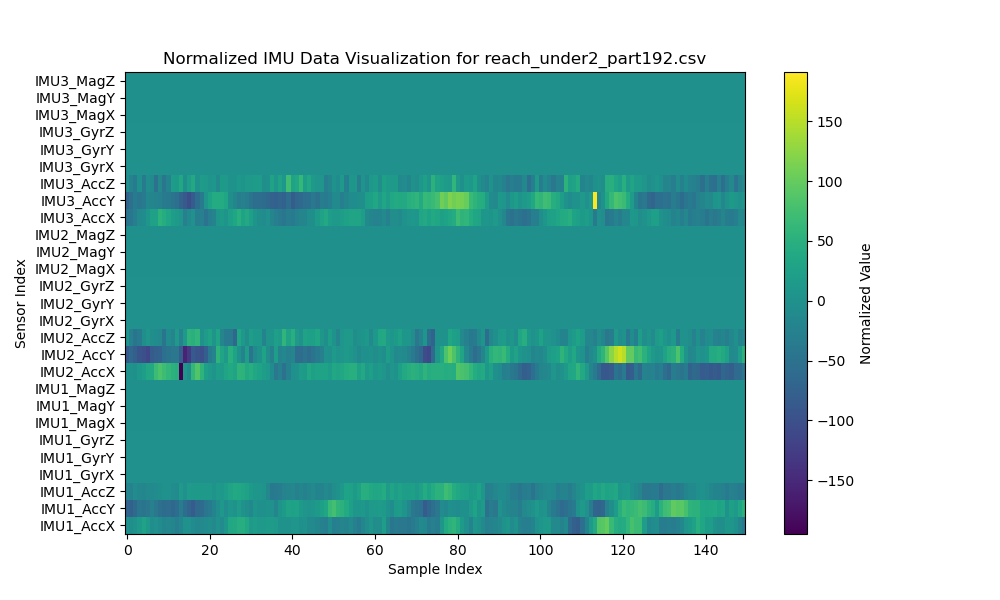 Normalized IMU Data Visualization for reach_under2_part192.csv
IMU3_MagZ
IMU3_MagY
IMU3_MagX
IMU3_GyrZ
IMU3_GyrY
IMU3_GyrX
IMU3_AccZ
IMU3_AccY
IMU3_AccX
IMU2_MagZ
IMU2_MagY
IMU2_MagX
IMU2_GyrZ
IMU2_GyrY
IMU2_GyrX
IMU2_AccZ
IMU2_AccY
IMU2_AccX
IMU1_MagZ
IMU1_MagY
IMU1_MagX
IMU1_GyrZ
IMU1_GyrY
IMU1_GyrX
IMU1_AccZ
IMU1_AccY
IMU1_AccX
Sensor Index
0 20 40 60 80 100 120 140
Sample Index
150
100
50
0
−50
−100
−150
Normalized Value